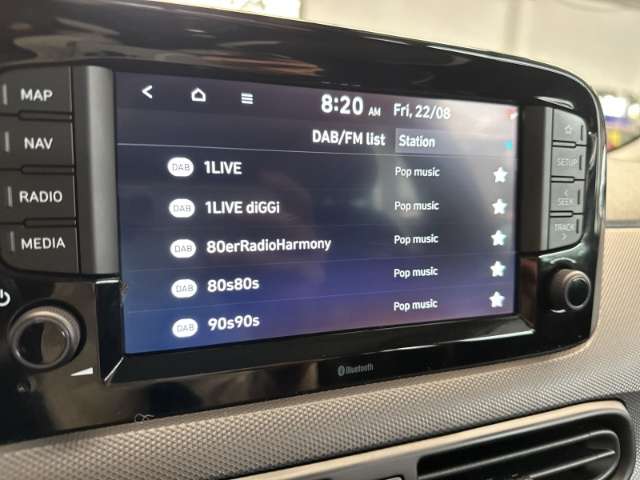 MAP
NAV
RADIO
MEDIA
8:20 AM Fri, 22/08
DAB/FM list Station
DAB 1LIVE Pop music
DAB 1LIVE diGGi Pop music
DAB 80erRadioHarmony Pop music
DAB 80s80s Pop music
DAB 90s90s Pop music
SETUP
< SEEK
TRACK >
Bluetooth